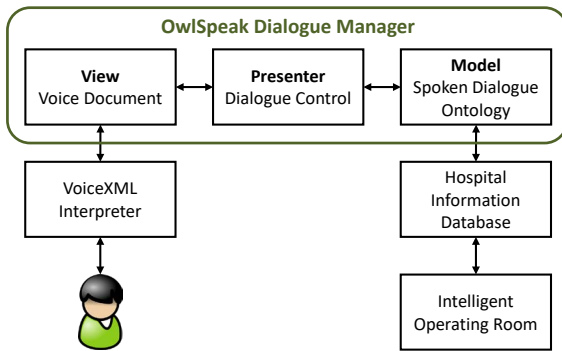 OwlSpeak Dialogue Manager
View
Voice Document
Presenter
Dialogue Control
Model
Spoken Dialogue
Ontology
VoiceXML
Interpreter
Hospital
Information
Database
Intelligent
Operating Room